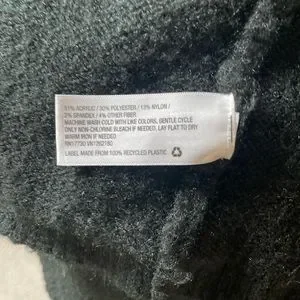 51% ACRYLIC / 30% POLYESTER / 13% NYLON /
2% SPANDEX / 4% OTHER FIBER
MACHINE WASH COLD WITH LIKE COLORS, GENTLE CYCLE
ONLY NON-CHLORINE BLEACH IF NEEDED, LAY FLAT TO DRY
WARM IRON IF NEEDED
LABEL MADE FROM 100% RECYCLED PLASTIC